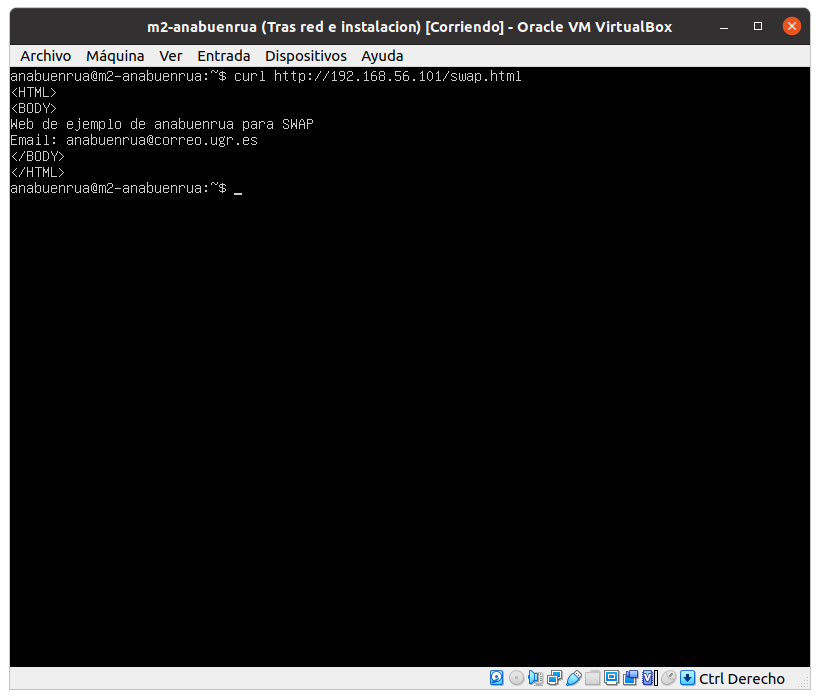 m2-anabuenrua (Tras red e instalacion) [Corriendo] - Oracle VM VirtualBox
Archivo Máquina Ver Entrada Dispositivos Ayuda
anabuenrua@m2-anabuenrua:~$ curl http://192.168.56.101/swap.html
<HTML>
<BODY>
Web de ejemplo de anabuenrua para SWAP
Email: anabuenrua@correo.ugr.es
</BODY>
</HTML>
anabuenrua@m2-anabuenrua:~$ _
Ctrl Derecho